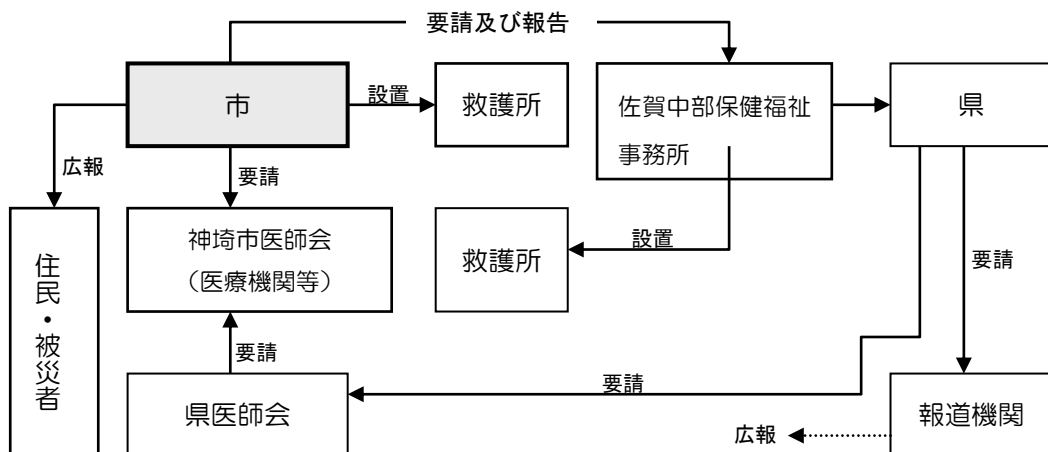 要請及び報告
市
設置
救護所
佐賀中部保健福祉
事務所
県
広報
要請
神埼市医師会
（医療機関等）
救護所
設置
要請
住民・被災者
要請
県医師会
要請
報道機関
広報